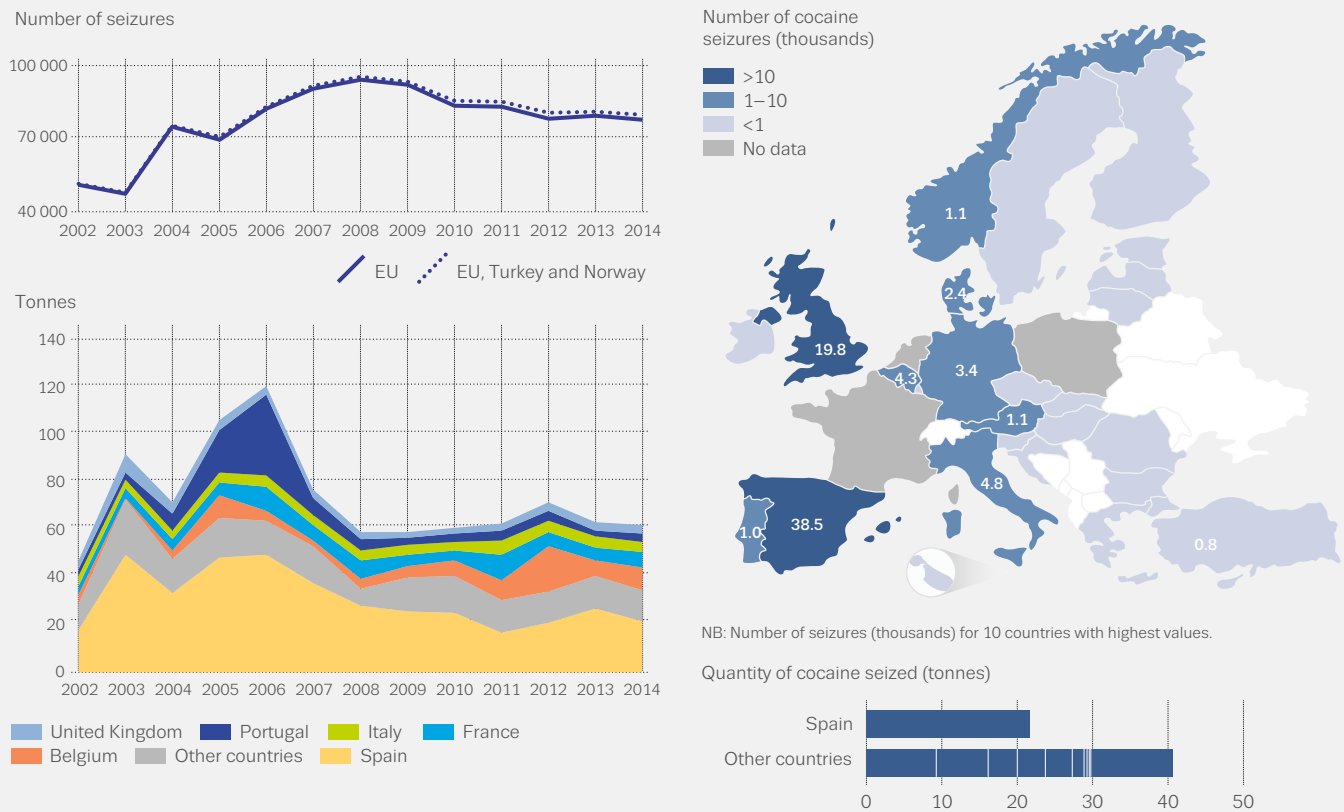 Number of seizures
100 000
70 000
40 000
2002 2003 2004 2005 2006 2007 2008 2009 2010 2011 2012 2013 2014
EU EU, Turkey and Norway
Tonnes
140
120
100
80
60
40
20
0
2002 2003 2004 2005 2006 2007 2008 2009 2010 2011 2012 2013 2014
United Kingdom Portugal Italy France
Belgium Other countries Spain
Number of cocaine
seizures (thousands)
>10
1–10
<1
No data
1.1
2.4
19.8
4.3
3.4
1.1
4.8
1.0
38.5
0.8
NB: Number of seizures (thousands) for 10 countries with highest values.
Quantity of cocaine seized (tonnes)
Spain
Other countries
0 10 20 30 40 50